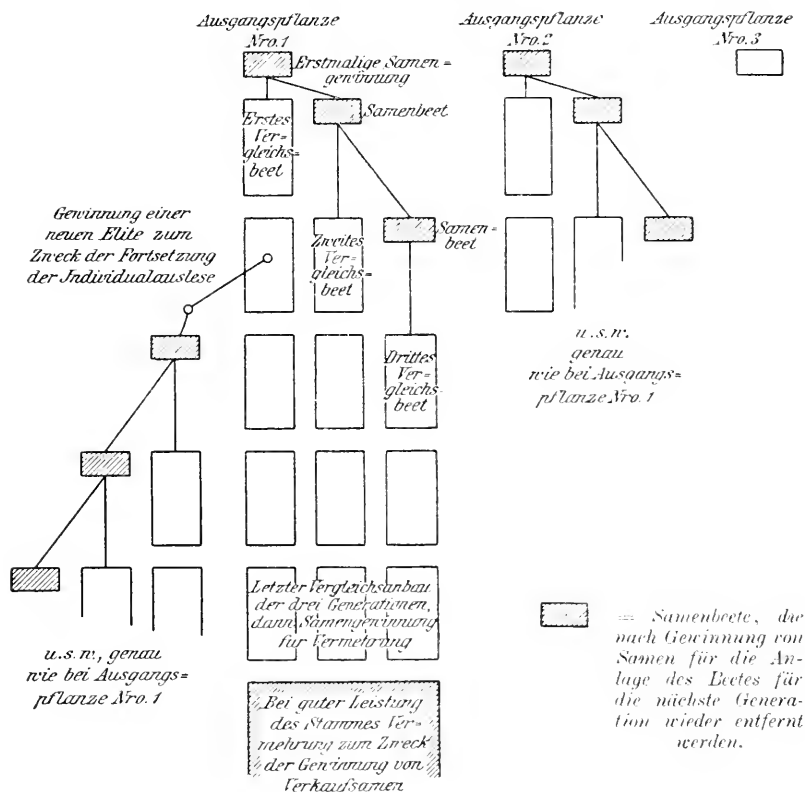 Ausgangspflanze
Nro. 1
Ausgangspflanze
Nro. 2
Ausgangspflanze
Nro. 3
Erstmalige Samen=
gewinnung
Erstes
Ver=
gleichs=
beet
Samenbeet
Gewinnung einer
neuen Elite zum
Zweck der Fortsetzung
der Individualauslese
Zweites
Ver=
gleichs=
beet
Samen=
beet
Drittes
Ver=
gleichs=
beet
u.s.w.
genau
wie bei Ausgangs=
pflanze Nro. 1
Letzter Vergleichsanbau
der drei Generationen,
dann Samengewinnung
für Vermehrung
u.s.w., genau
wie bei Ausgangs=
pflanze Nro. 1
Bei guter Leistung
des Stammes Ver=
mehrung zum Zweck
der Gewinnung von
Verkaufsamen
= Samenbeete, die
nach Gewinnung von
Samen für die An-
lage des Beetes für
die nächste Genera-
tion wieder entfernt
werden.